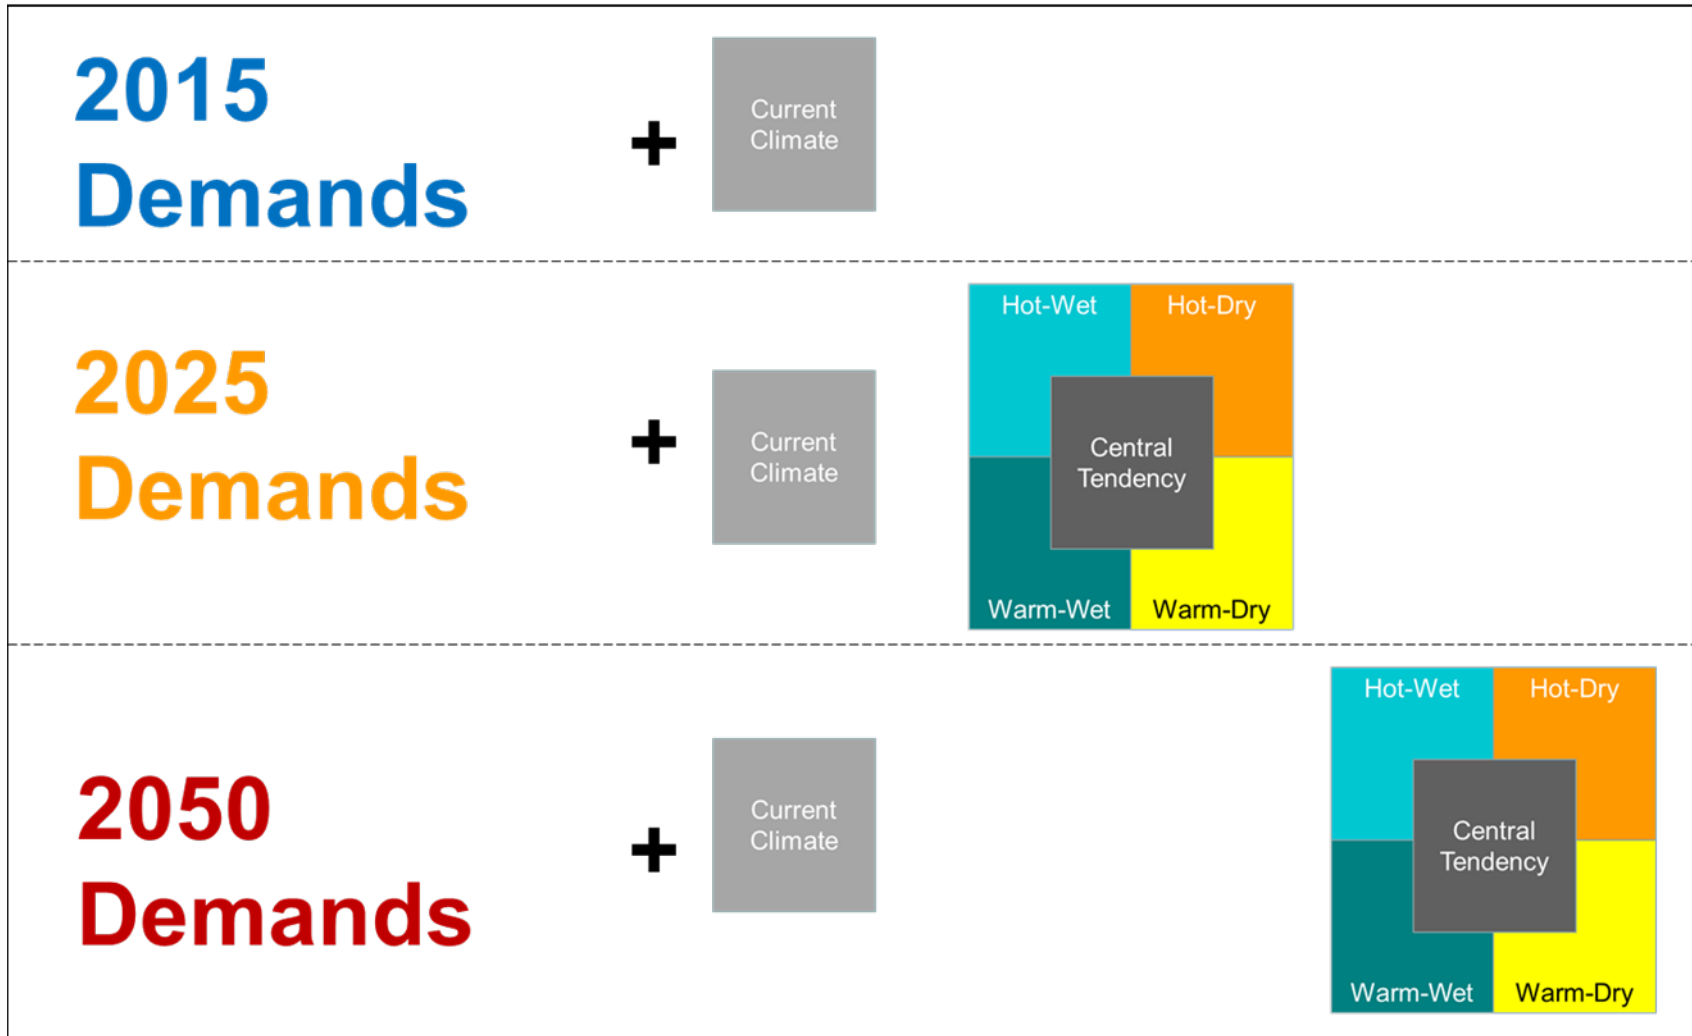 2015
Demands
+
Current
Climate
2025
Demands
+
Current
Climate
Hot-Wet
Hot-Dry
Central
Tendency
Warm-Wet
Warm-Dry
2050
Demands
+
Current
Climate
Hot-Wet
Hot-Dry
Central
Tendency
Warm-Wet
Warm-Dry